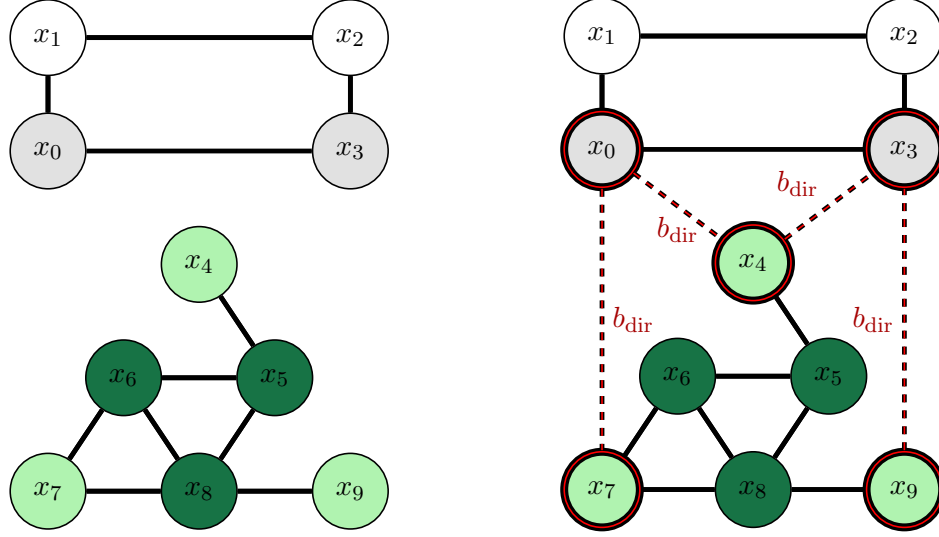 x₁ x₂ x₁ x₂
x₀ x₃ x₀ x₃
b_dir
b_dir
x₄ x₄
b_dir b_dir
x₆ x₅ x₆ x₅
x₇ x₈ x₉ x₇ x₈ x₉